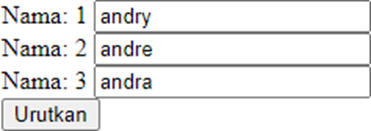 Nama: 1 andry
Nama: 2 andre
Nama: 3 andra
Urutkan